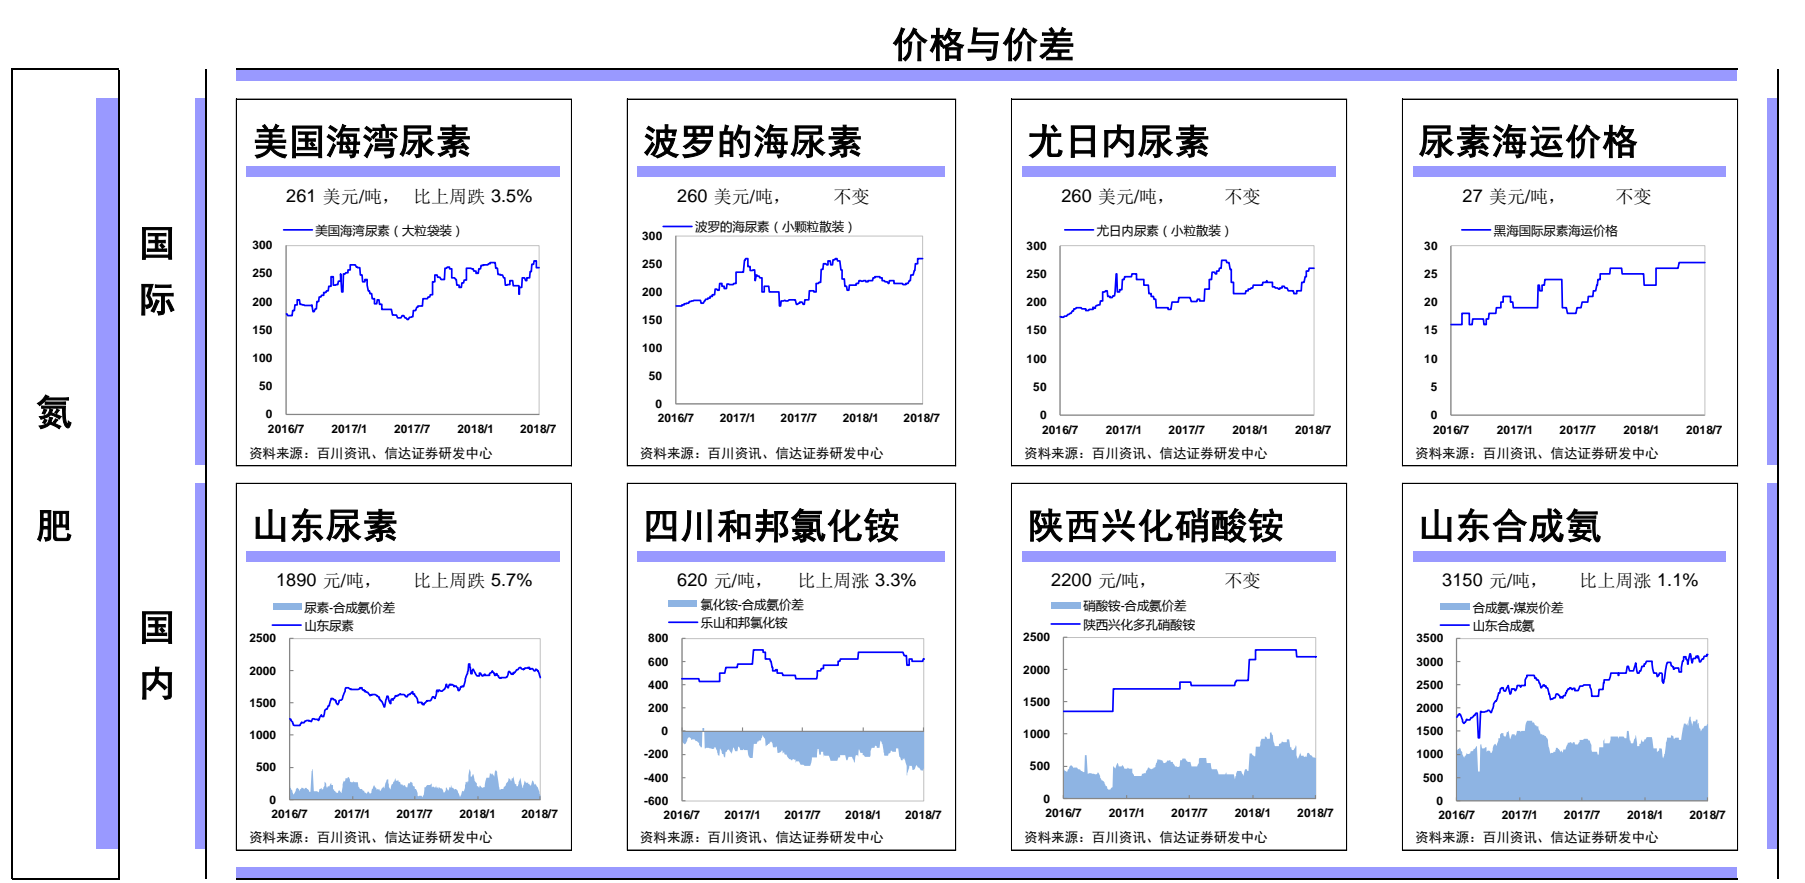 价格与价差
氮
肥
国
际
国
内
美国海湾尿素
261 美元/吨， 比上周跌 3.5%
美国海湾尿素（大粒袋装）
300
250
200
150
100
50
0
2016/7 2017/1 2017/7 2018/1 2018/7
资料来源：百川资讯、信达证券研发中心
波罗的海尿素
260 美元/吨， 不变
波罗的海尿素（小颗粒散装）
300
250
200
150
100
50
0
2016/7 2017/1 2017/7 2018/1 2018/7
资料来源：百川资讯、信达证券研发中心
尤日内尿素
260 美元/吨， 不变
尤日内尿素（小粒散装）
300
250
200
150
100
50
0
2016/7 2017/1 2017/7 2018/1 2018/7
资料来源：百川资讯、信达证券研发中心
尿素海运价格
27 美元/吨， 不变
黑海国际尿素海运价格
30
25
20
15
10
5
0
2016/7 2017/1 2017/7 2018/1 2018/7
资料来源：百川资讯、信达证券研发中心
山东尿素
1890 元/吨， 比上周跌 5.7%
尿素-合成氨价差
山东尿素
2500
2000
1500
1000
500
0
2016/7 2017/1 2017/7 2018/1 2018/7
资料来源：百川资讯、信达证券研发中心
四川和邦氯化铵
620 元/吨， 比上周涨 3.3%
氯化铵-合成氨价差
乐山和邦氯化铵
800
600
400
200
0
-200
-400
-600
2016/7 2017/1 2017/7 2018/1 2018/7
资料来源：百川资讯、信达证券研发中心
陕西兴化硝酸铵
2200 元/吨， 不变
硝酸铵-合成氨价差
陕西兴化多孔硝酸铵
2500
2000
1500
1000
500
0
2016/7 2017/1 2017/7 2018/1 2018/7
资料来源：百川资讯、信达证券研发中心
山东合成氨
3150 元/吨， 比上周涨 1.1%
合成氨-煤炭价差
山东合成氨
3500
3000
2500
2000
1500
1000
500
0
2016/7 2017/1 2017/7 2018/1 2018/7
资料来源：百川资讯、信达证券研发中心